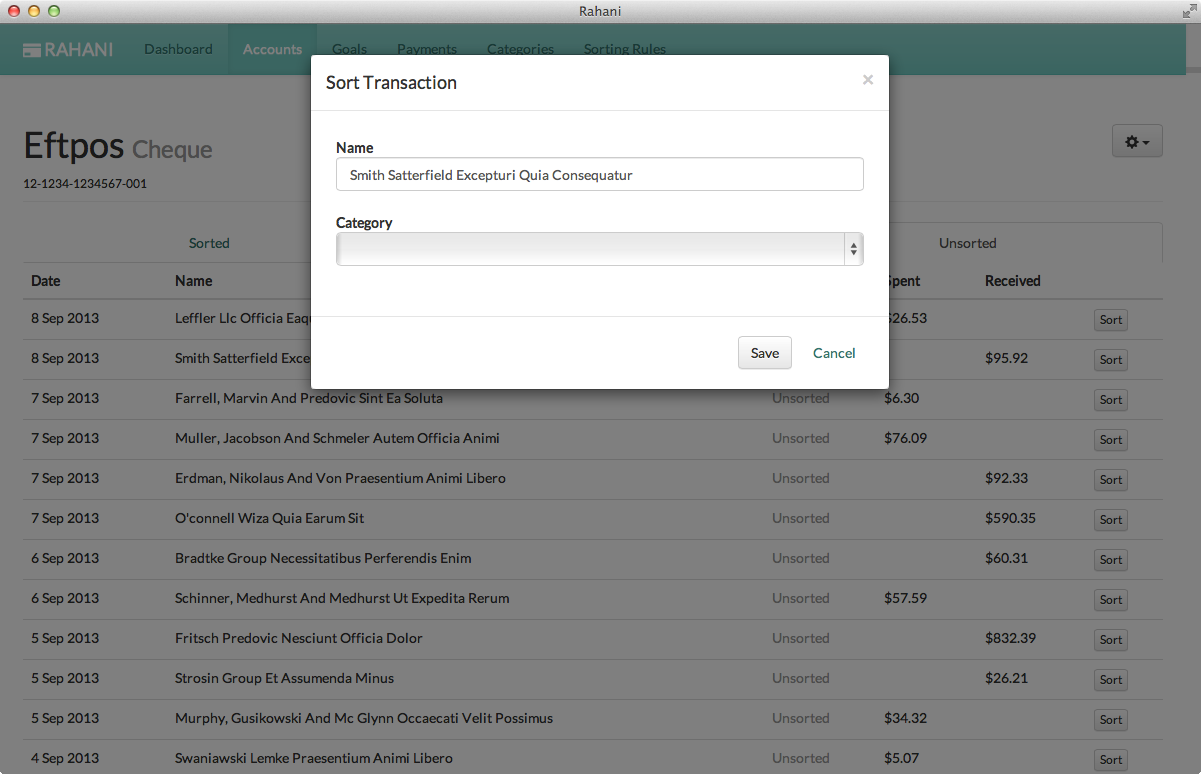 Rahani
RAHANI Dashboard Accounts Goals Payments Categories Sorting Rules
Sort Transaction ×
Eftpos Cheque
12-1234-1234567-001
Name
Smith Satterfield Excepturi Quia Consequatur
Category
Sorted Unsorted
Date Name Spent Received
8 Sep 2013 Leffler Llc Officia Eaq $26.53 Sort
Save Cancel
8 Sep 2013 Smith Satterfield Exce $95.92 Sort
7 Sep 2013 Farrell, Marvin And Predovic Sint Ea Soluta Unsorted $6.30 Sort
7 Sep 2013 Muller, Jacobson And Schmeler Autem Officia Animi Unsorted $76.09 Sort
7 Sep 2013 Erdman, Nikolaus And Von Praesentium Animi Libero Unsorted $92.33 Sort
7 Sep 2013 O'connell Wiza Quia Earum Sit Unsorted $590.35 Sort
6 Sep 2013 Bradtke Group Necessitatibus Perferendis Enim Unsorted $60.31 Sort
6 Sep 2013 Schinner, Medhurst And Medhurst Ut Expedita Rerum Unsorted $57.59 Sort
5 Sep 2013 Fritsch Predovic Nesciunt Officia Dolor Unsorted $832.39 Sort
5 Sep 2013 Strosin Group Et Assumenda Minus Unsorted $26.21 Sort
5 Sep 2013 Murphy, Gusikowski And Mc Glynn Occaecati Velit Possimus Unsorted $34.32 Sort
4 Sep 2013 Swaniawski Lemke Praesentium Animi Libero Unsorted $5.07 Sort